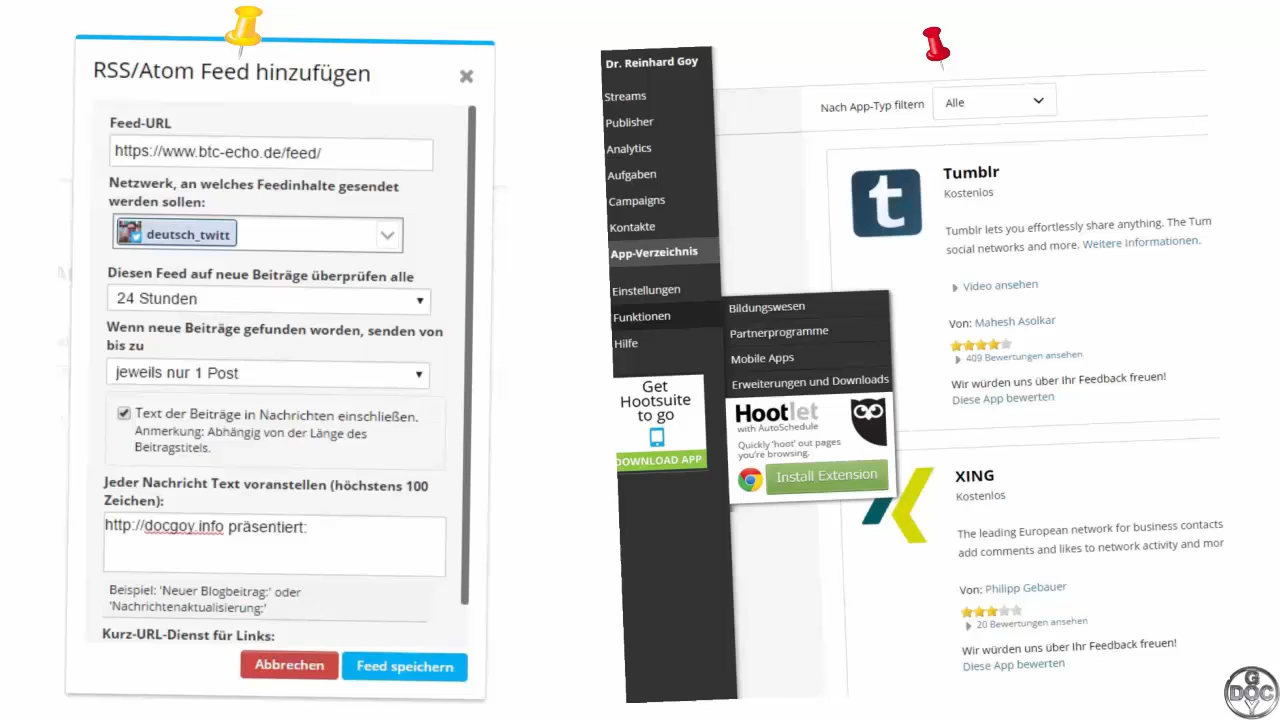 RSS/Atom Feed hinzufügen
Feed-URL
https://www.btc-echo.de/feed/
Netzwerk, an welches Feedinhalte gesendet
werden sollen:
deutsch_twitt
Diesen Feed auf neue Beiträge überprüfen alle
24 Stunden
Wenn neue Beiträge gefunden worden, senden von
bis zu
jeweils nur 1 Post
Text der Beiträge in Nachrichten einschließen.
Anmerkung: Abhängig von der Länge des
Beitragstitels.
Jeder Nachricht Text voranstellen (höchstens 100
Zeichen):
http://docgoy.info präsentiert:
Beispiel: 'Neuer Blogbeitrag:' oder
'Nachrichtenaktualisierung:'
Kurz-URL-Dienst für Links:
Abbrechen
Feed speichern
Dr. Reinhard Goy
Streams
Publisher
Analytics
Aufgaben
Campaigns
Kontakte
App-Verzeichnis
Einstellungen
Funktionen
Hilfe
Get
Hootsuite
to go
DOWNLOAD APP
Bildungswesen
Partnerprogramme
Mobile Apps
Erweiterungen und Downloads
Hootlet
with AutoSchedule
Quickly 'hoot' out pages
you're browsing.
Install Extension
Nach App-Typ filtern
Alle
Tumblr
Kostenlos
Tumblr lets you effortlessly share anything. The Tum
social networks and more. Weitere Informationen.
Video ansehen
Von: Mahesh Asolkar
409 Bewertungen ansehen
Wir würden uns über Ihr Feedback freuen!
Diese App bewerten
XING
Kostenlos
The leading European network for business contacts
add comments and likes to network activity and mor
Von: Philipp Gebauer
20 Bewertungen ansehen
Wir würden uns über Ihr Feedback freuen!
Diese App bewerten
G
DOC
Y